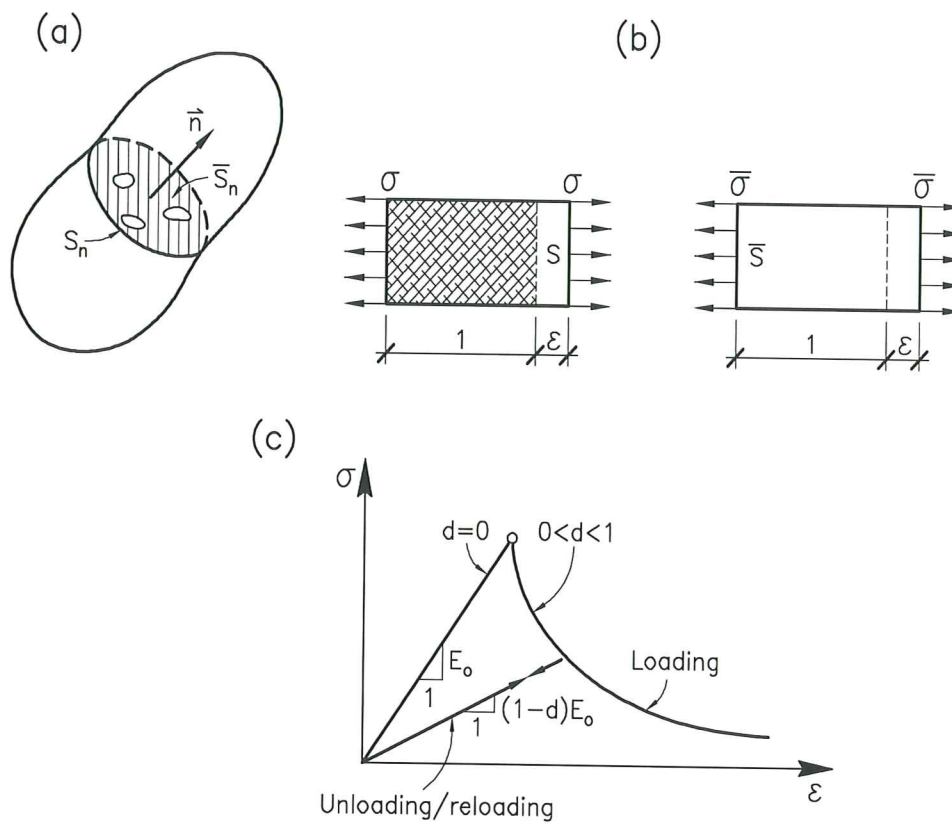 (a)
(b)
n⃗
S̅ₙ
Sₙ
σ σ
S
1 ε
σ̅ σ̅
S̅
1 ε
(c)
σ
d=0
0<d<1
E₀
1
Loading
(1-d)E₀
1
Unloading/reloading
ε